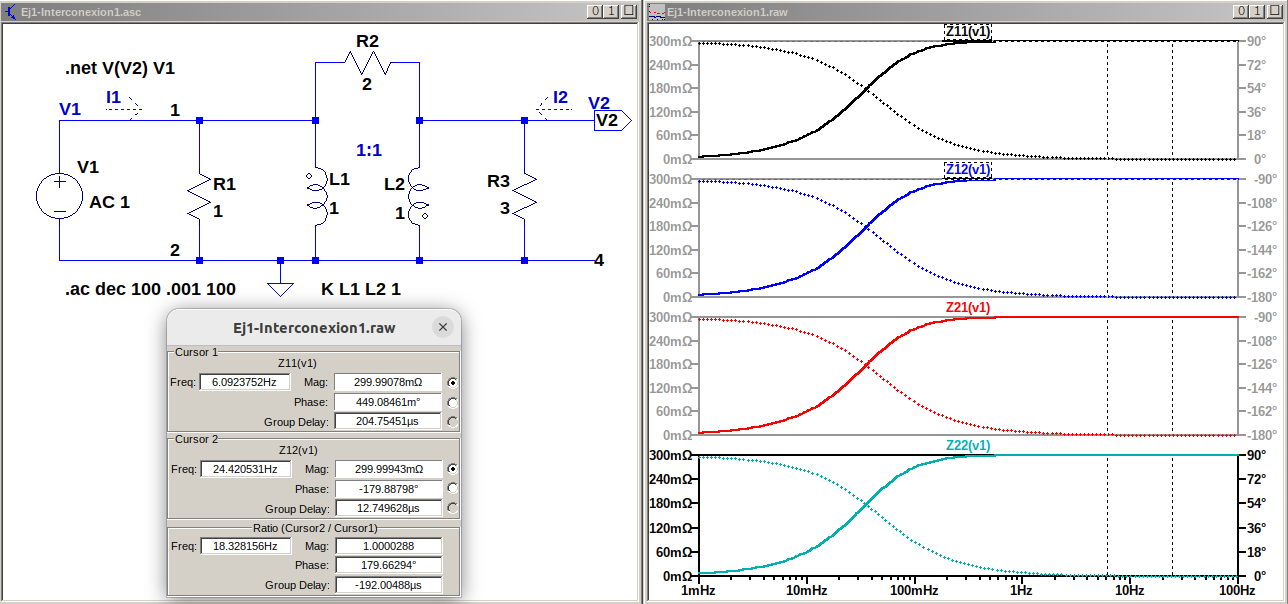 Ej1-Interconexion1.asc
.net V(V2) V1
R2
2
I1
V1
1
I2
V2
V2
1:1
V1
AC 1
R1
1
L1
1
L2
1
R3
3
2
4
.ac dec 100 .001 100
K L1 L2 1
Ej1-Interconexion1.raw
Cursor 1
Z11(v1)
Freq: 6.0923752Hz Mag: 299.99078mΩ
Phase: 449.08461m°
Group Delay: 204.75451µs
Cursor 2
Z12(v1)
Freq: 24.420531Hz Mag: 299.99943mΩ
Phase: -179.88798°
Group Delay: 12.749628µs
Ratio (Cursor2 / Cursor1)
Freq: 18.328156Hz Mag: 1.0000288
Phase: 179.66294°
Group Delay: -192.00488µs
Ej1-Interconexion1.raw
Z11(v1)
300mΩ 90°
240mΩ 72°
180mΩ 54°
120mΩ 36°
60mΩ 18°
0mΩ 0°
Z12(v1)
300mΩ -90°
240mΩ -108°
180mΩ -126°
120mΩ -144°
60mΩ -162°
0mΩ -180°
Z21(v1)
300mΩ -90°
240mΩ -108°
180mΩ -126°
120mΩ -144°
60mΩ -162°
0mΩ -180°
Z22(v1)
300mΩ 90°
240mΩ 72°
180mΩ 54°
120mΩ 36°
60mΩ 18°
0mΩ 0°
1mHz 10mHz 100mHz 1Hz 10Hz 100Hz